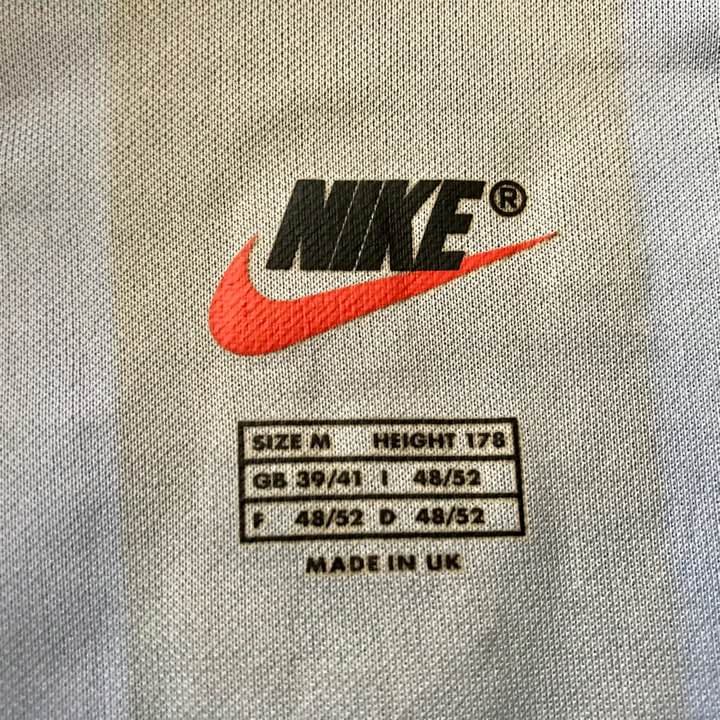 NIKE®
SIZE M HEIGHT 178
GB 39/41 I 48/52
F 48/52 D 48/52
MADE IN UK